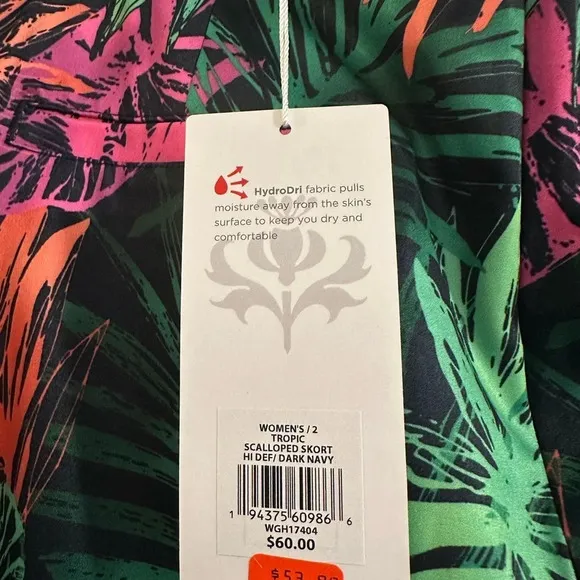 HydroDri fabric pulls
moisture away from the skin's
surface to keep you dry and
comfortable
WOMEN'S / 2
TROPIC
SCALLOPED SKORT
HI DEF/ DARK NAVY
1 94375 60986 6
WGH17404
$60.00